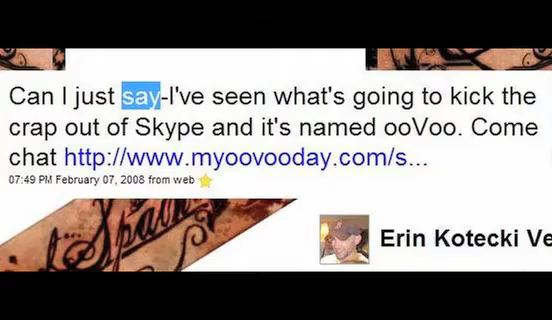 Can I just say-I've seen what's going to kick the
crap out of Skype and it's named ooVoo. Come
chat http://www.myoovooday.com/s...
07:49 PM February 07, 2008 from web
Spain
Erin Kotecki Ve